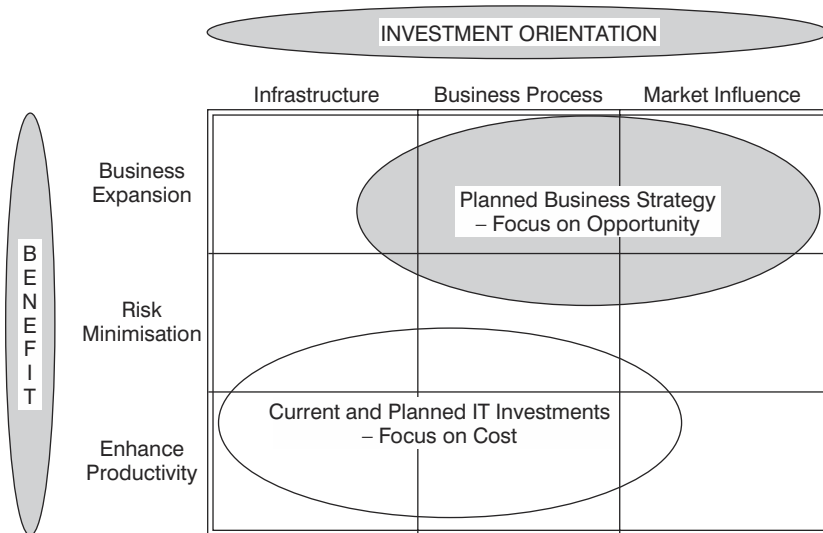 INVESTMENT ORIENTATION
Infrastructure Business Process Market Influence
Business
Expansion
Planned Business Strategy
– Focus on Opportunity
BENEFIT
Risk
Minimisation
Current and Planned IT Investments
– Focus on Cost
Enhance
Productivity